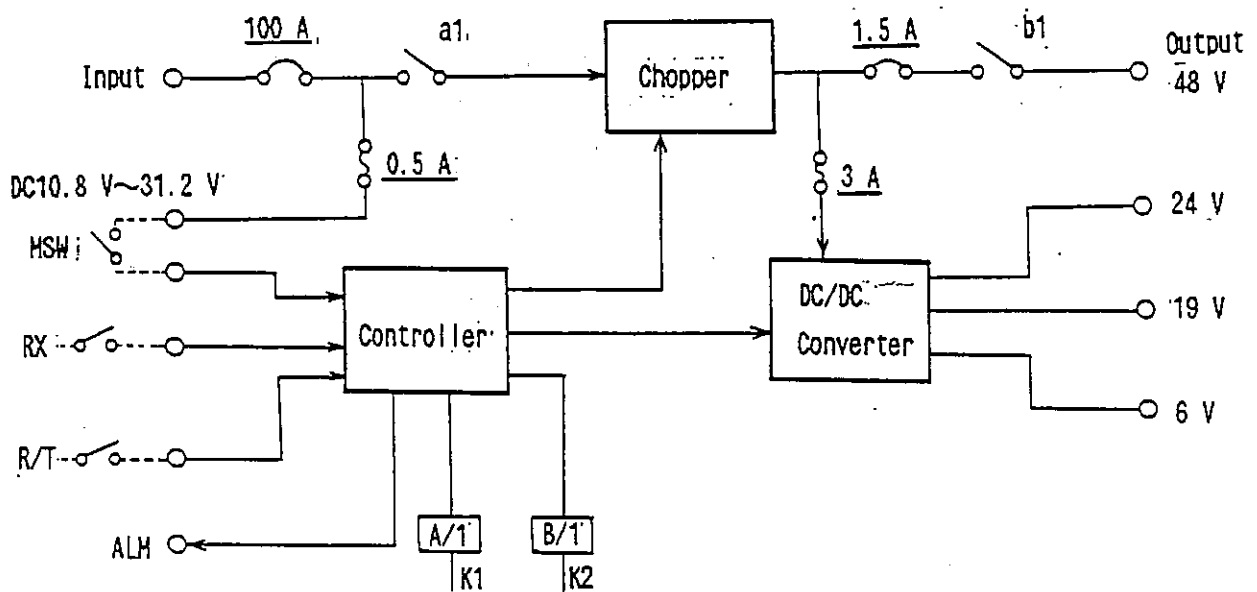 100 A
a1
1.5 A
b1
Output
Input
Chopper
48 V
0.5 A
3 A
DC10.8 V～31.2 V
24 V
MSW
DC/DC
19 V
Controller
RX
Converter
6 V
R/T
A/1
B/1
ALM
K1
K2